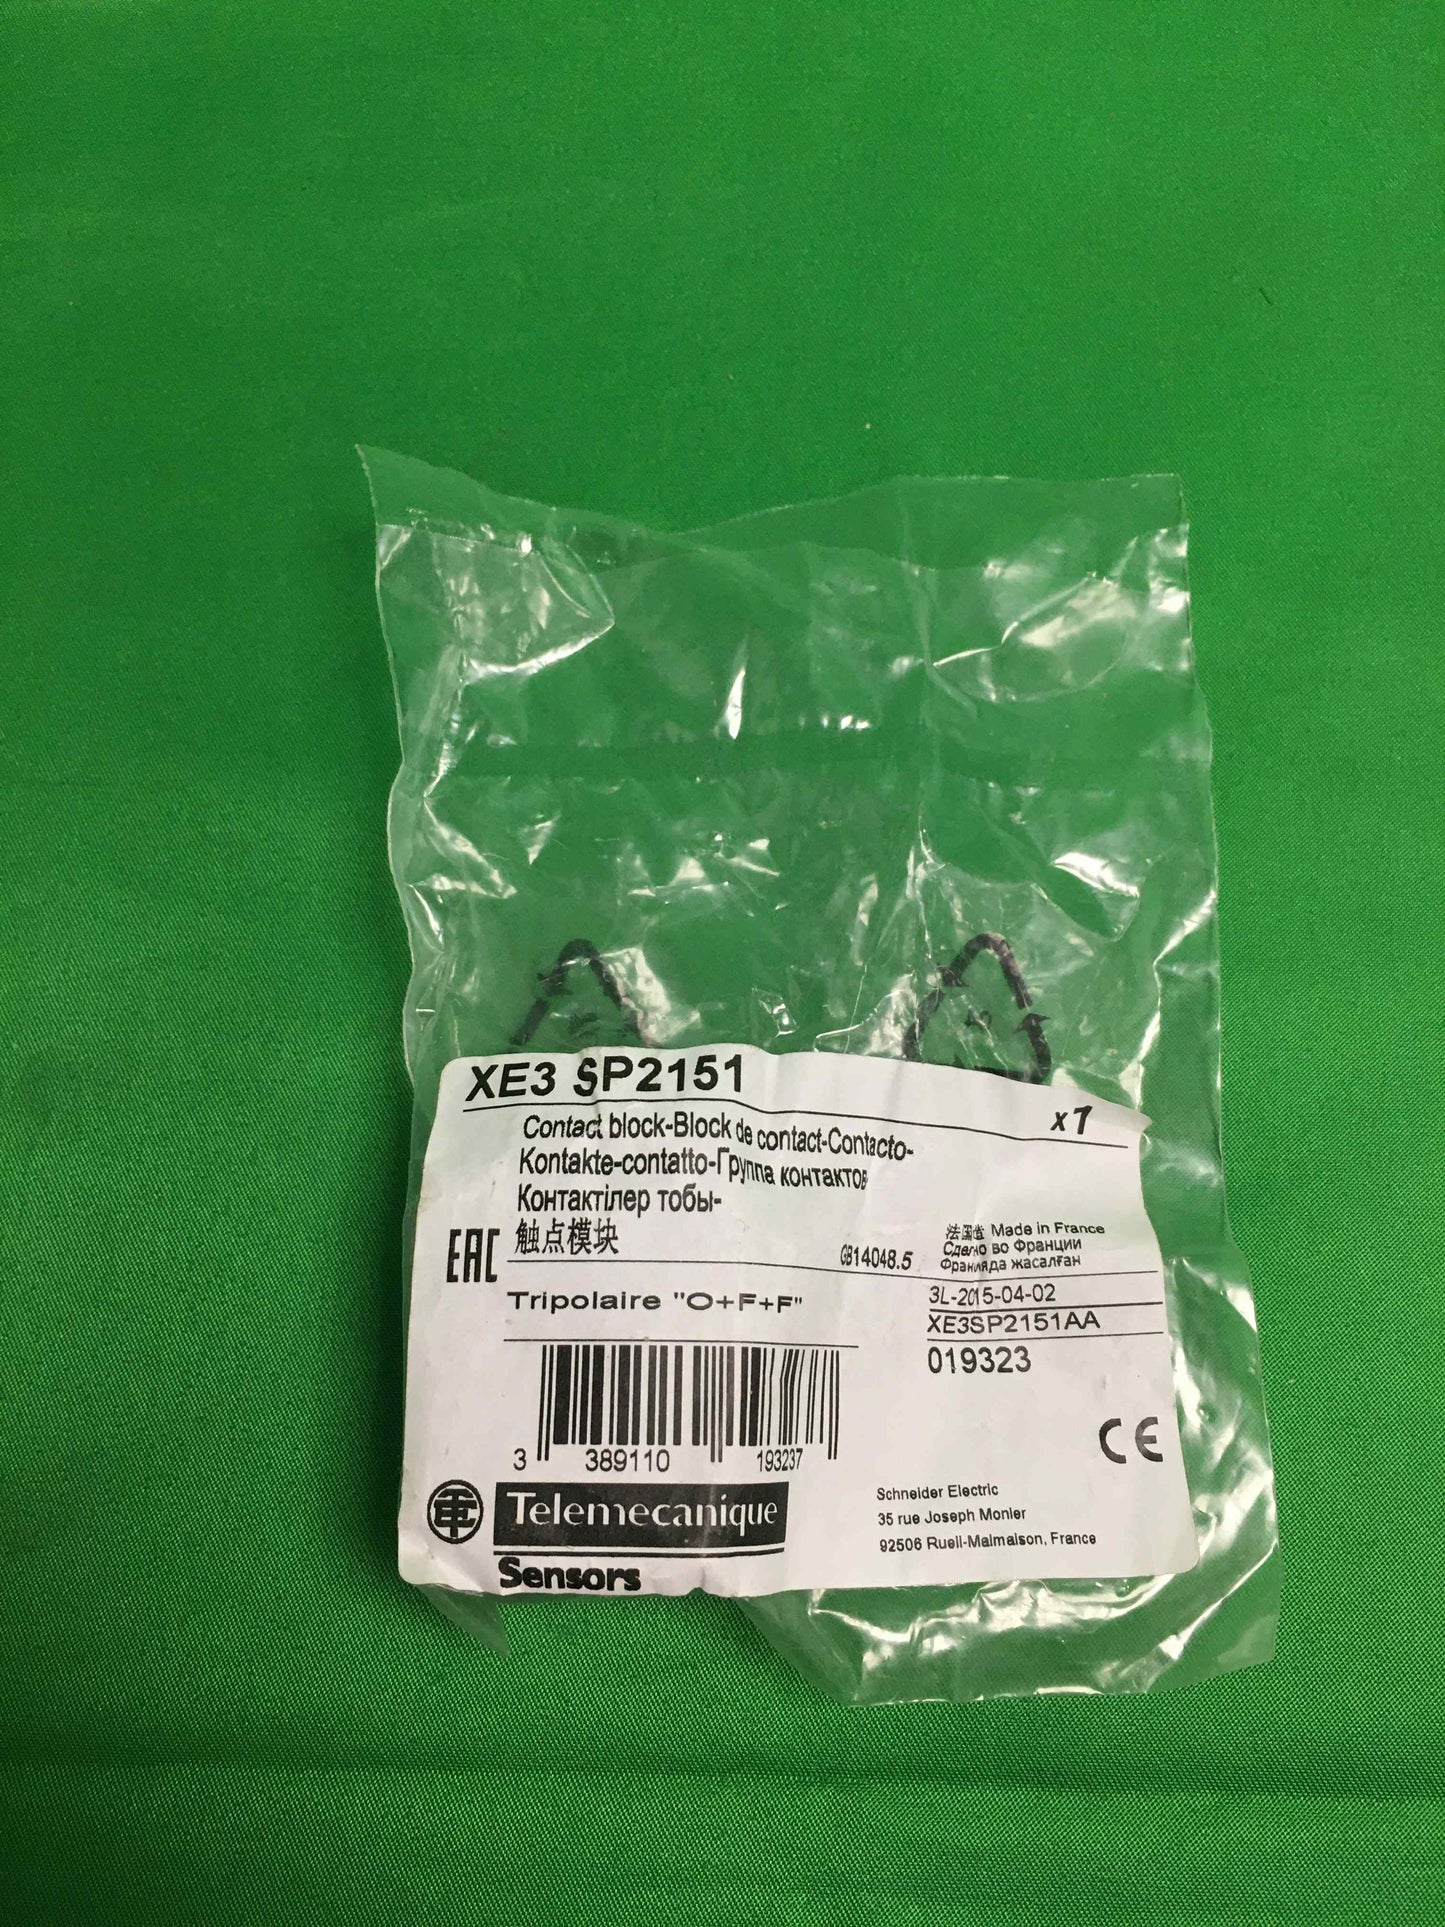 XE3 SP2151
x1
Contact block-Block de contact-Contacto-
Kontakte-contatto-Группа контактов
Контактілер тобы-
触点模块
EAC
GB14048.5
法国造 Made in France
Сделано во Франции
Францияда жасалған
Tripolaire "O+F+F"
3L-2015-04-02
XE3SP2151AA
019323
3 389110 193237
CE
Telemecanique
Sensors
Schneider Electric
35 rue Joseph Monier
92506 Rueil-Malmaison, France